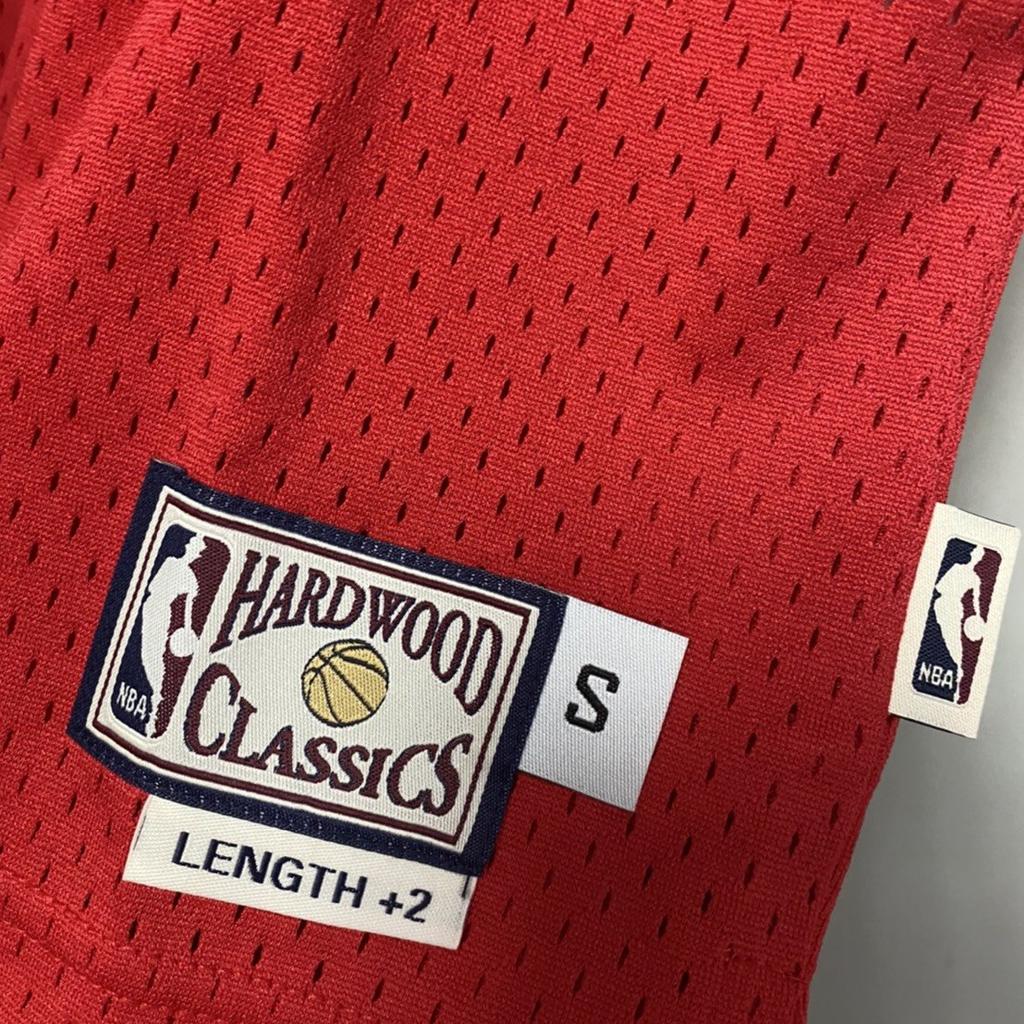 HARDWOOD
CLASSICS
NBA
S
LENGTH +2
NBA